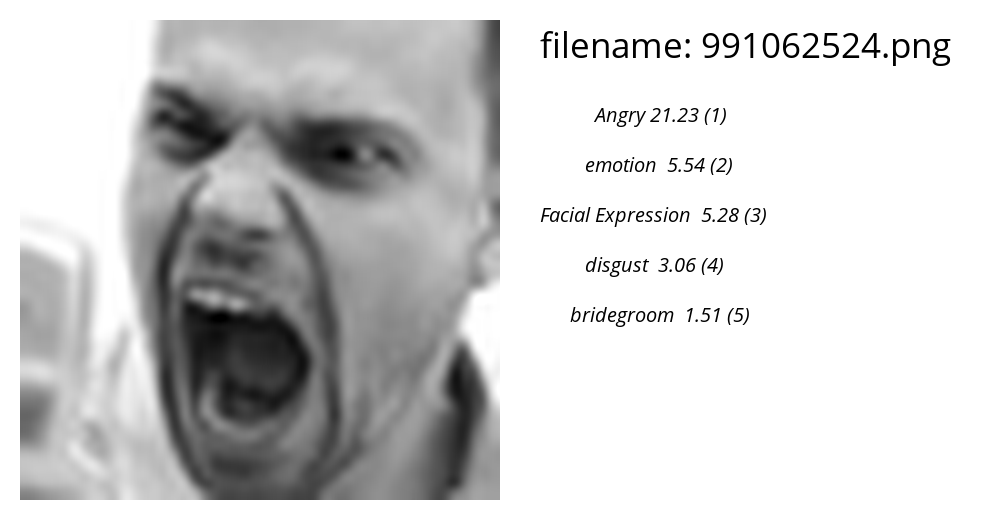 filename: 991062524.png
Angry 21.23 (1)
emotion 5.54 (2)
Facial Expression 5.28 (3)
disgust 3.06 (4)
bridegroom 1.51 (5)